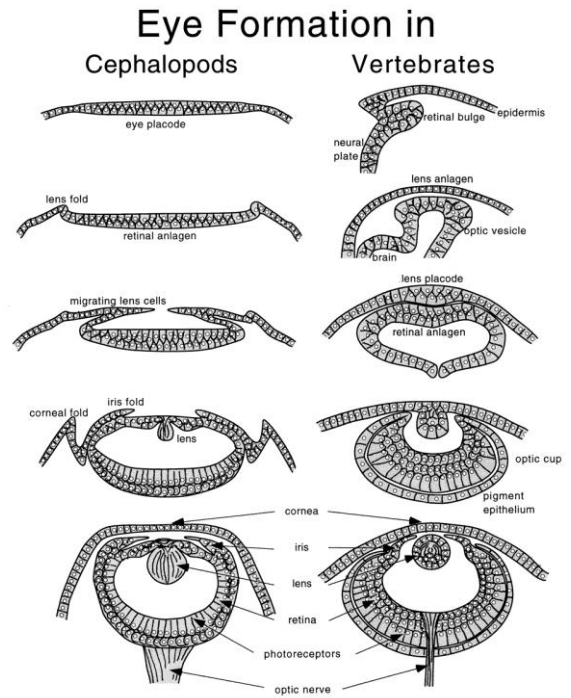 Eye Formation in
Cephalopods
Vertebrates
eye placode
epidermis
retinal bulge
neural
plate
lens fold
retinal anlagen
lens anlagen
optic vesicle
brain
migrating lens cells
lens placode
retinal anlagen
corneal fold
iris fold
lens
optic cup
pigment
epithelium
cornea
iris
lens
retina
photoreceptors
optic nerve